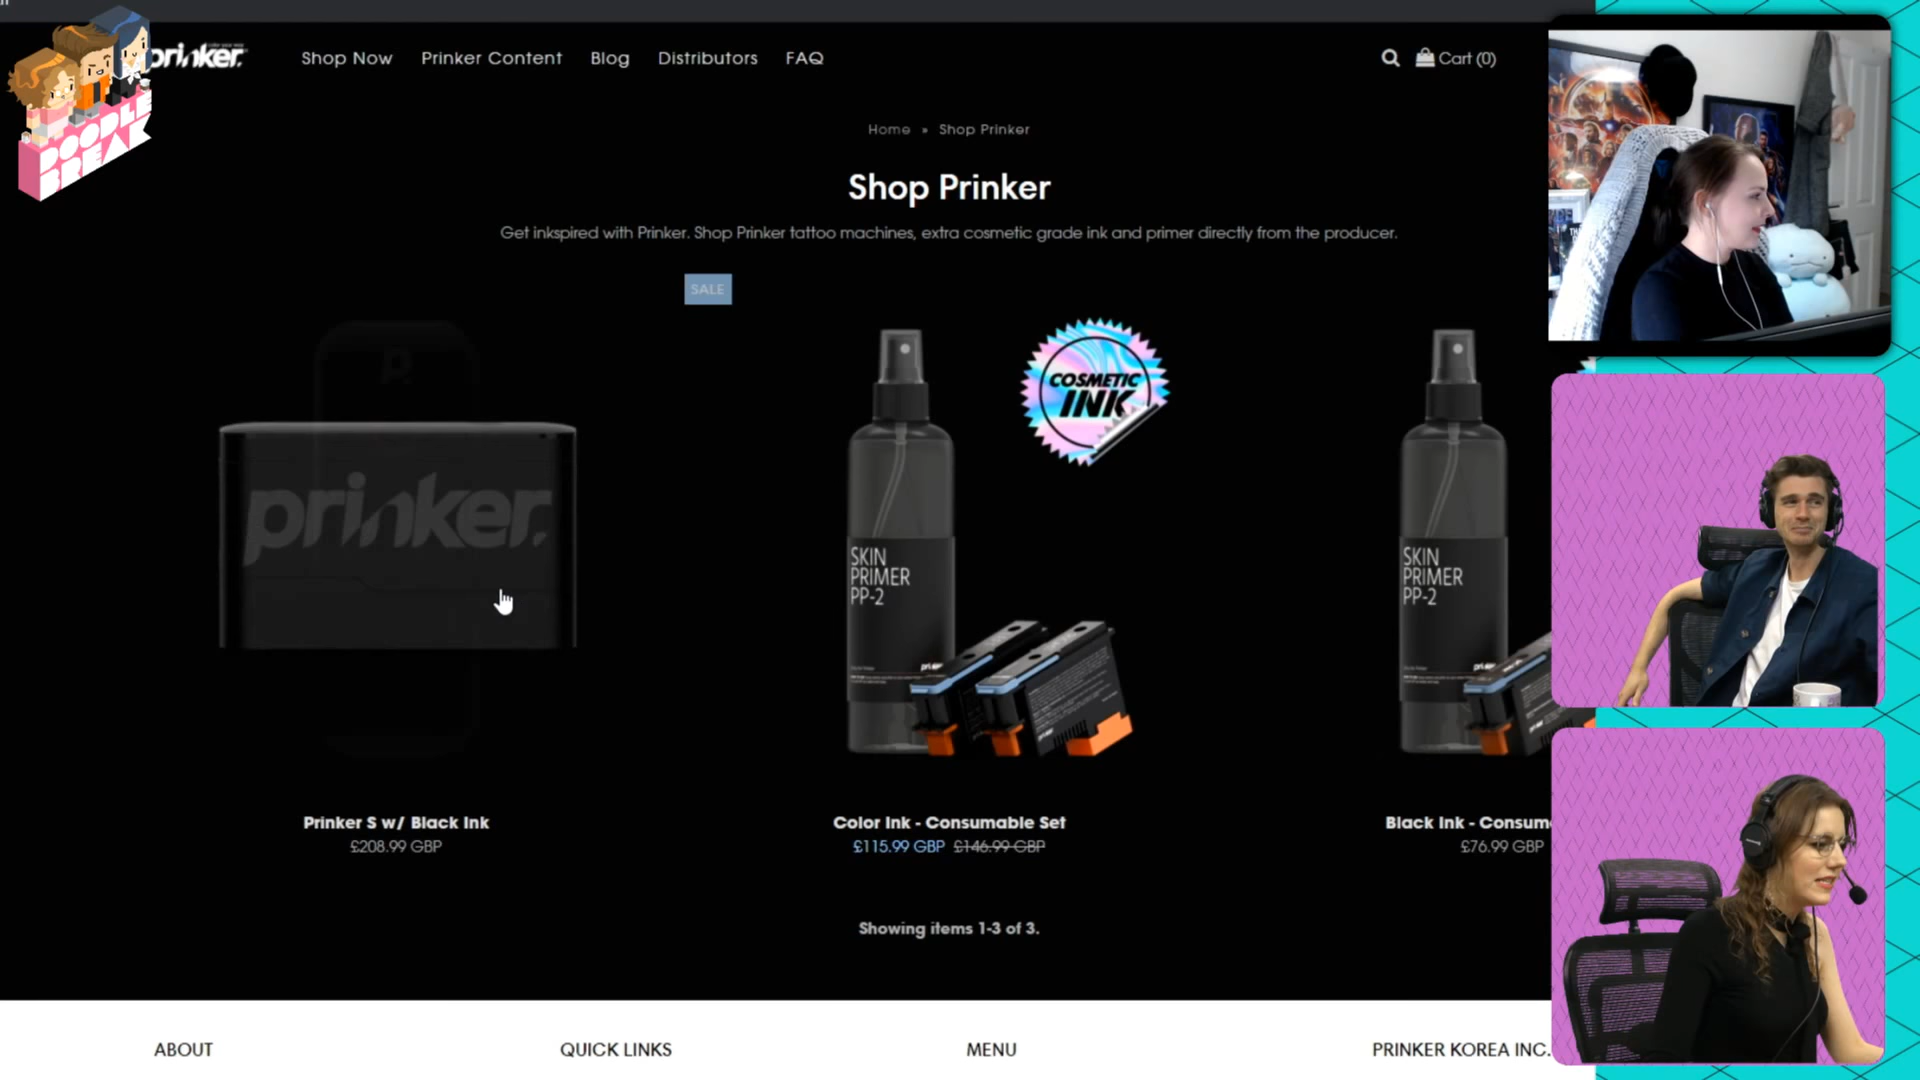 prinker.
Shop Now
Prinker Content
Blog
Distributors
FAQ
Cart (0)
DOODLE
BREAK
Home » Shop Prinker
Shop Prinker
Get inkspired with Prinker. Shop Prinker tattoo machines, extra cosmetic grade ink and primer directly from the producer.
SALE
p.
prinker.
COSMETIC
INK
SKIN
PRIMER
PP-2
prinker
SKIN
PRIMER
PP-2
Prinker S w/ Black Ink
£208.99 GBP
Color Ink - Consumable Set
£115.99 GBP £146.99 GBP
Black Ink - Consum
£76.99 GBP
Showing items 1-3 of 3.
ABOUT
QUICK LINKS
MENU
PRINKER KOREA INC.